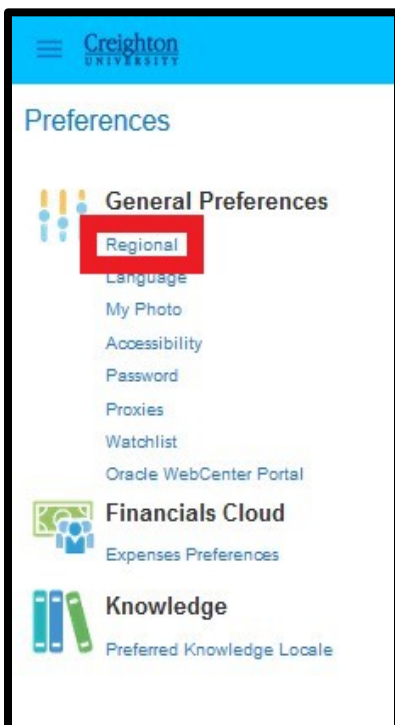 Creighton
UNIVERSITY
Preferences
General Preferences
Regional
Language
My Photo
Accessibility
Password
Proxies
Watchlist
Oracle WebCenter Portal
Financials Cloud
Expenses Preferences
Knowledge
Preferred Knowledge Locale